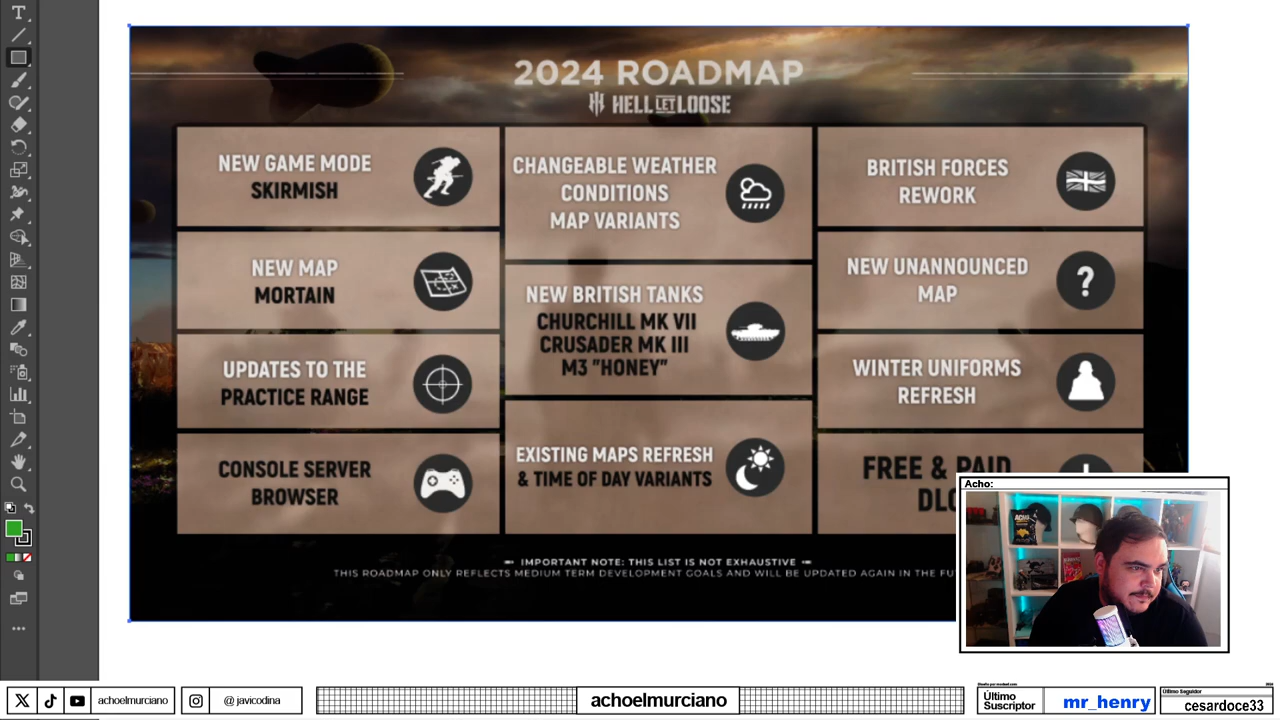 2024 ROADMAP
HELL LET LOOSE
NEW GAME MODE
SKIRMISH
NEW MAP
MORTAIN
UPDATES TO THE
PRACTICE RANGE
CONSOLE SERVER
BROWSER
CHANGEABLE WEATHER
CONDITIONS
MAP VARIANTS
NEW BRITISH TANKS
CHURCHILL MK VII
CRUSADER MK III
M3 "HONEY"
EXISTING MAPS REFRESH
& TIME OF DAY VARIANTS
BRITISH FORCES
REWORK
NEW UNANNOUNCED
MAP
WINTER UNIFORMS
REFRESH
FREE & PAID
IMPORTANT NOTE: THIS LIST IS NOT EXHAUSTIVE
THIS ROADMAP ONLY REFLECTS MEDIUM TERM DEVELOPMENT GOALS AND WILL BE UPDATED AGAIN IN THE
Acho:
achoelmurciano
@ javicodina
achoelmurciano
Último
Suscriptor
mr_henry
Último Seguidor
cesardoce33